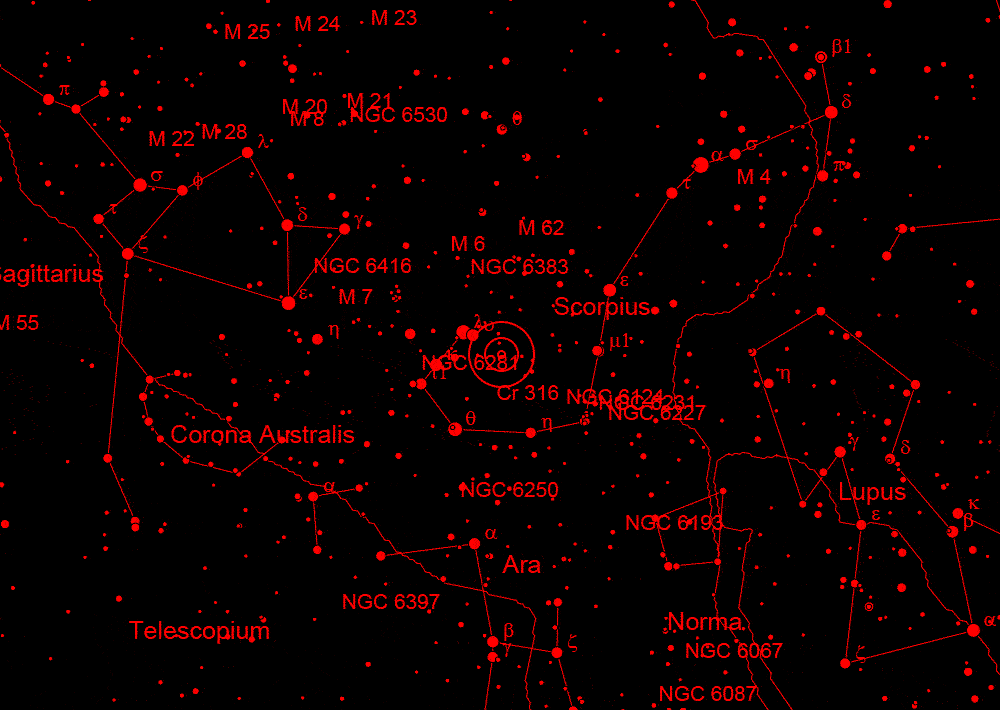 M 23
M 24
M 25
β1
π
M 21
δ
M 20
M 8
NGC 6530
θ
M 28
M 22
λ
σ
α
π
M 4
σ
ϕ
τ
τ
δ
γ
M 62
ζ
M 6
NGC 6416
NGC 6383
Sagittarius
ε
ε
M 7
Scorpius
M 55
η
λ
υ
μ1
NGC 6281
η
Cr 316
NGC 6124
NGC 6231
NGC 6227
θ
η
Corona Australis
γ
δ
α
NGC 6250
Lupus
κ
ε
β
NGC 6193
α
Ara
NGC 6397
Norma
α
Telescopium
β
ζ
γ
NGC 6067
ζ
NGC 6087